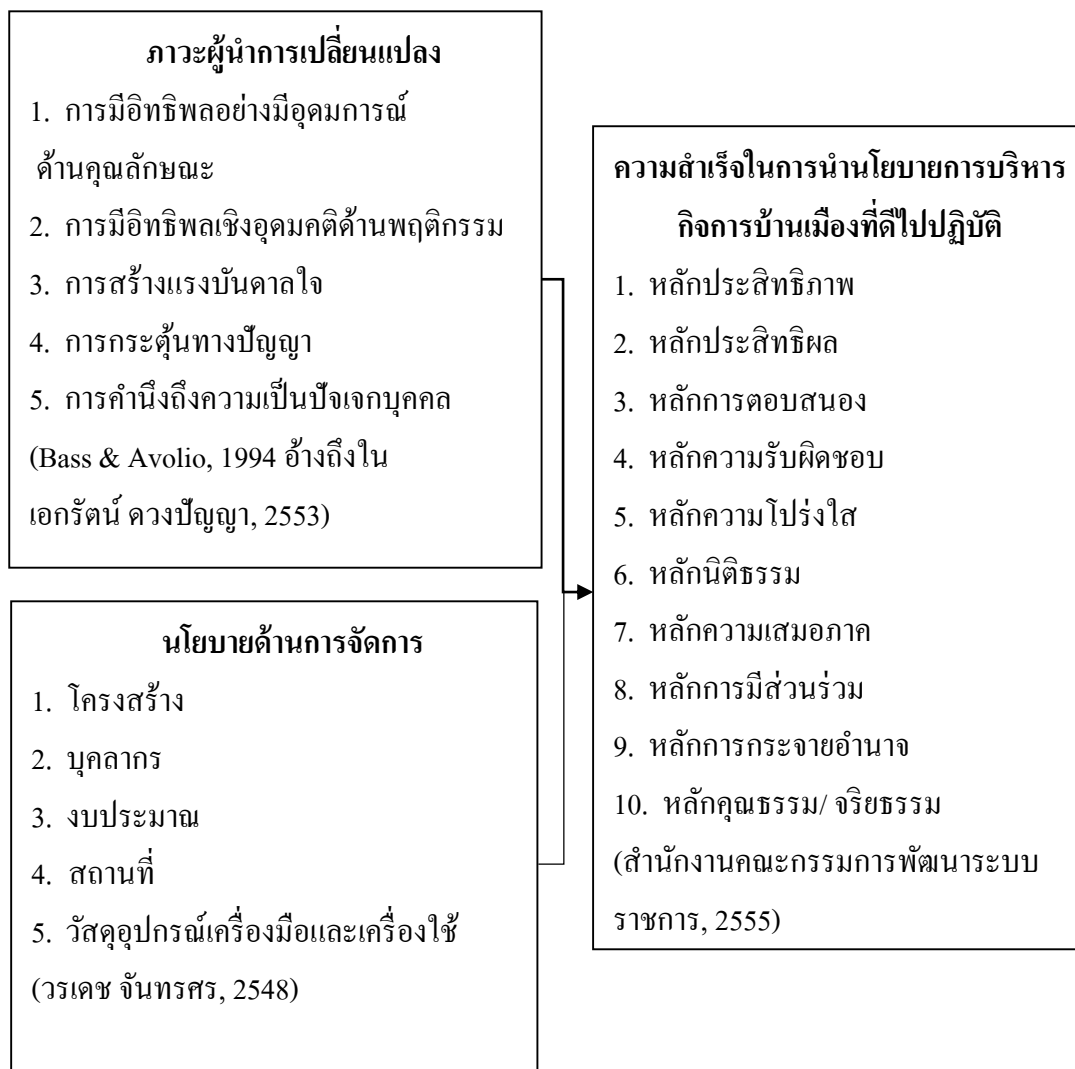 ภาวะผู้นำการเปลี่ยนแปลง
1. การมีอิทธิพลอย่างมีอุดมการณ์
ด้านคุณลักษณะ
2. การมีอิทธิพลเชิงอุดมคติด้านพฤติกรรม
3. การสร้างแรงบันดาลใจ
4. การกระตุ้นทางปัญญา
5. การคำนึงถึงความเป็นปัจเจกบุคคล
(Bass & Avolio, 1994 อ้างถึงใน
เอกรัตน์ ดวงปัญญา, 2553)
นโยบายด้านการจัดการ
1. โครงสร้าง
2. บุคลากร
3. งบประมาณ
4. สถานที่
5. วัสดุอุปกรณ์เครื่องมือและเครื่องใช้
(วรเดช จันทรศร, 2548)
ความสำเร็จในการนำนโยบายการบริหาร
กิจการบ้านเมืองที่ดีไปปฏิบัติ
1. หลักประสิทธิภาพ
2. หลักประสิทธิผล
3. หลักการตอบสนอง
4. หลักความรับผิดชอบ
5. หลักความโปร่งใส
6. หลักนิติธรรม
7. หลักความเสมอภาค
8. หลักการมีส่วนร่วม
9. หลักการกระจายอำนาจ
10. หลักคุณธรรม/ จริยธรรม
(สำนักงานคณะกรรมการพัฒนาระบบ
ราชการ, 2555)